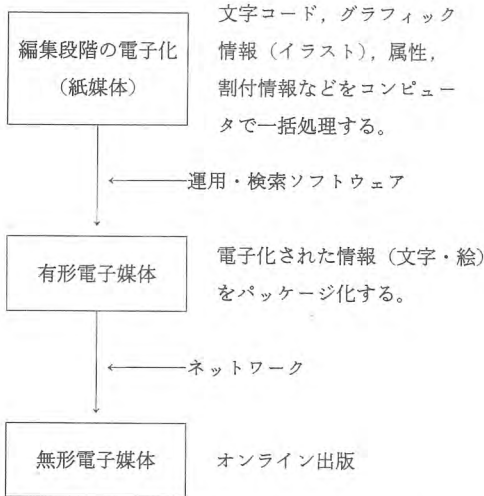 編集段階の電子化
（紙媒体）
文字コード，グラフィック
情報（イラスト），属性，
割付情報などをコンピュー
タで一括処理する。
運用・検索ソフトウェア
有形電子媒体
電子化された情報（文字・絵）
をパッケージ化する。
ネットワーク
無形電子媒体
オンライン出版